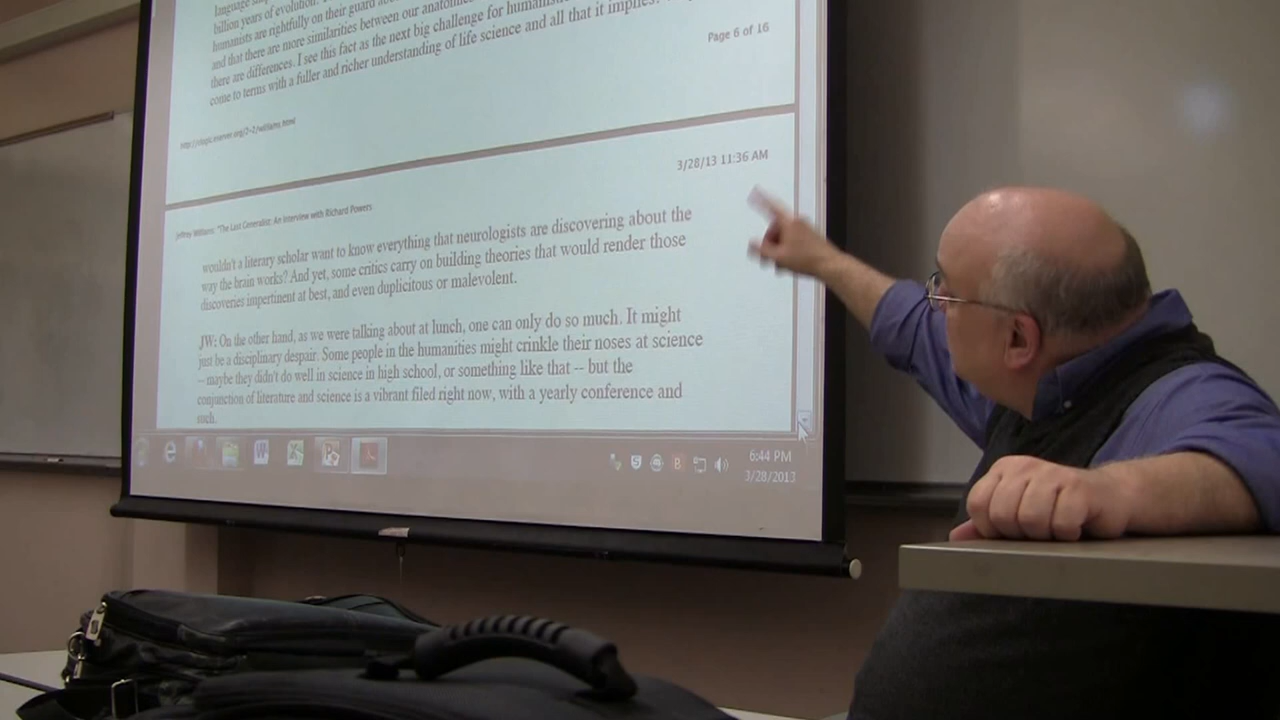 language
billion years of evolution.
humanists are rightfully on their guard
and that there are more similarities between our
there are differences. I see this fact as the next big challenge for
come to terms with a fuller and richer understanding of life science and all that it implies.
Page 6 of 16
3/28/13 11:36 AM
Jeffrey Williams: "The Last Generalist: An Interview with Richard Powers
wouldn't a literary scholar want to know everything that neurologists are discovering about the
way the brain works? And yet, some critics carry on building theories that would render those
discoveries impertinent at best, and even duplicitous or malevolent.
JW: On the other hand, as we were talking about at lunch, one can only do so much. It might
just be a disciplinary despair. Some people in the humanities might crinkle their noses at science
-- maybe they didn't do well in science in high school, or something like that -- but the
conjunction of literature and science is a vibrant filed right now, with a yearly conference and
such.
6:44 PM
3/28/2013